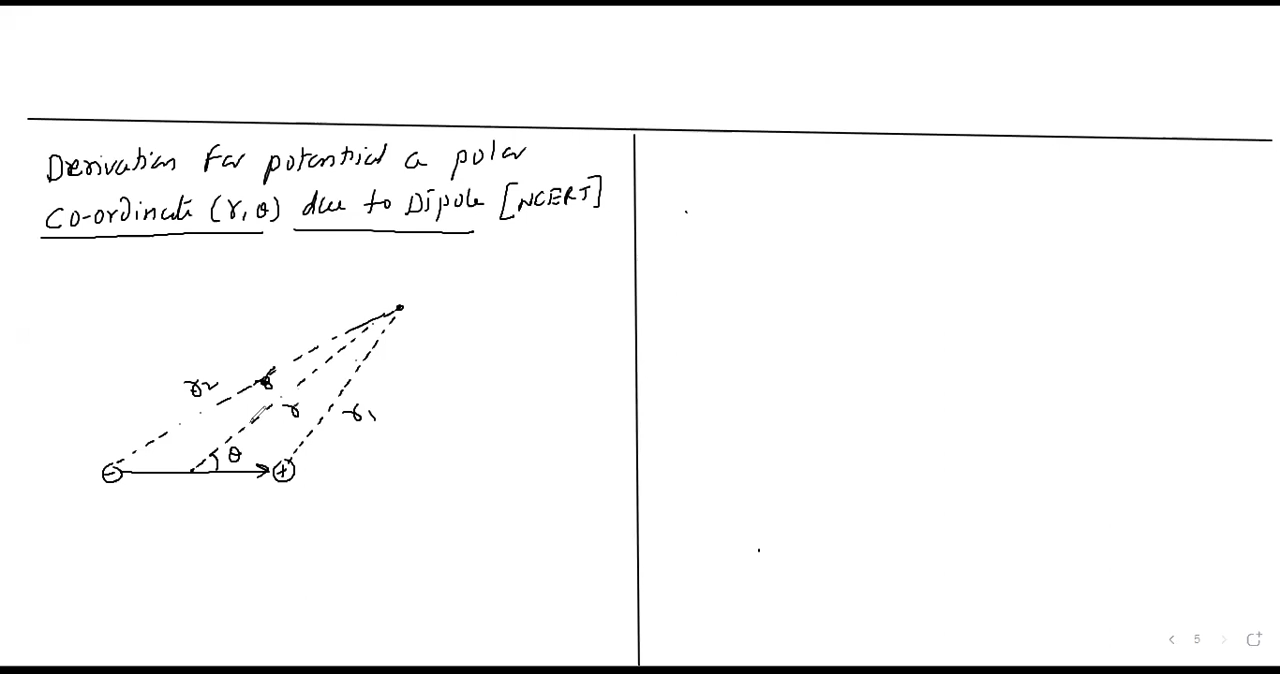 Derivation for potential a polar
co-ordinate (r, θ) due to Dipole [NCERT]
r2
r
r1
θ
-
+
5